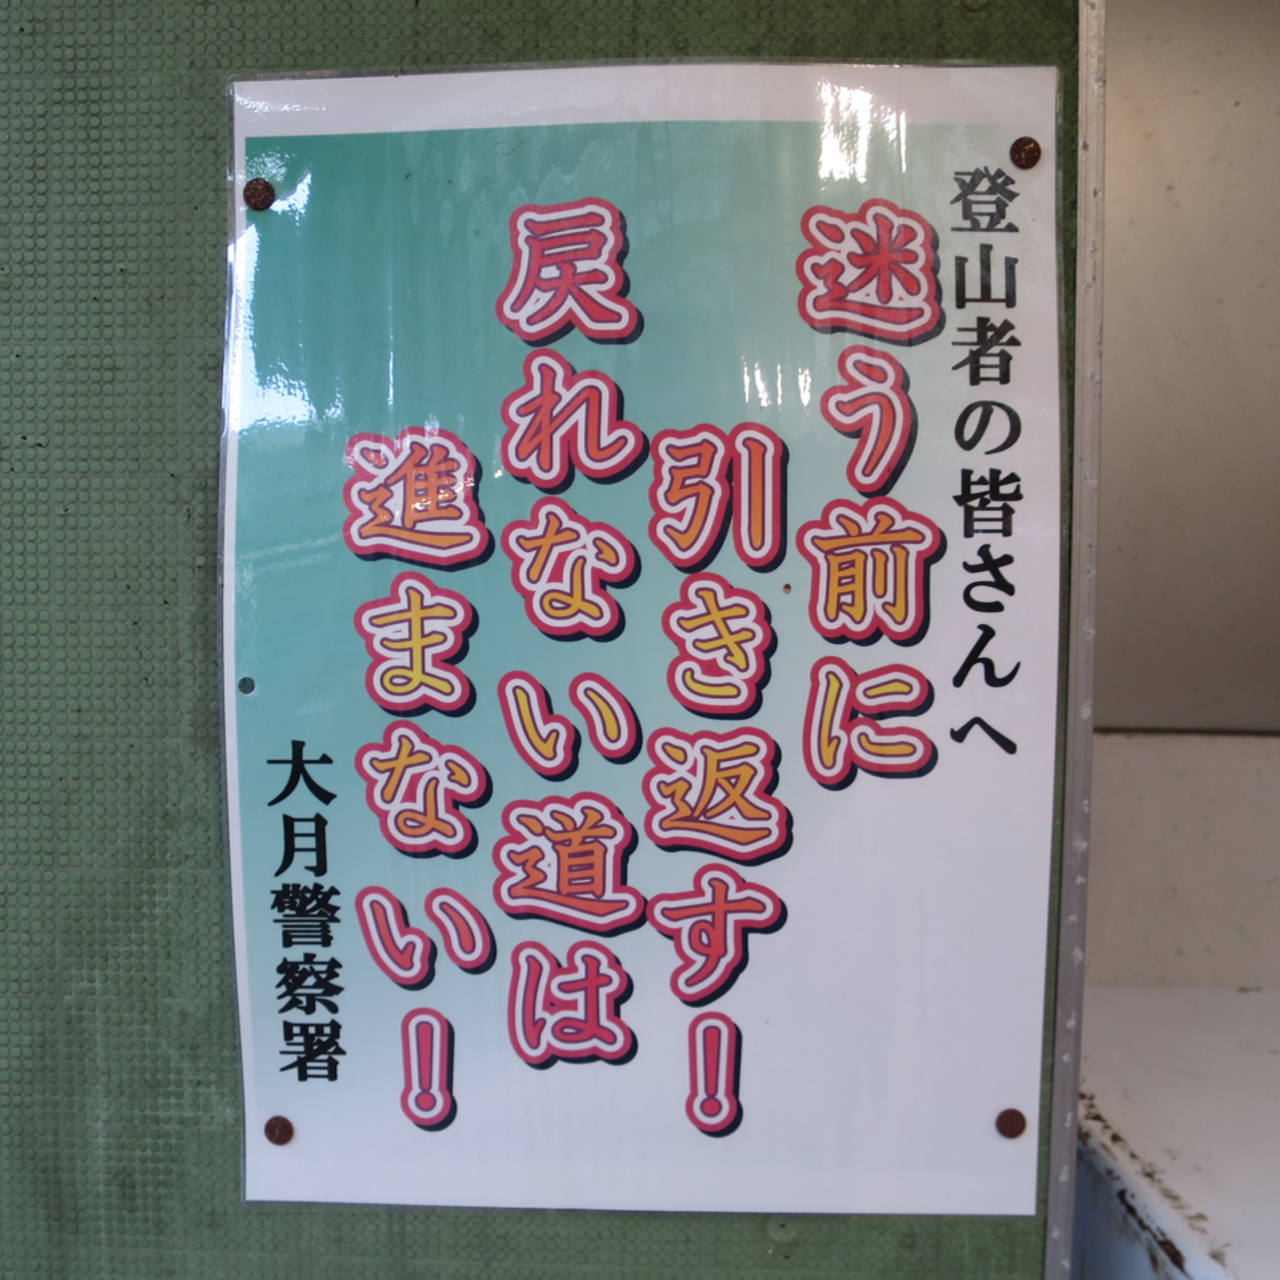 登山者の皆さんへ
迷う前に
引き返す！
戻れない道は
進まない！
大月警察署